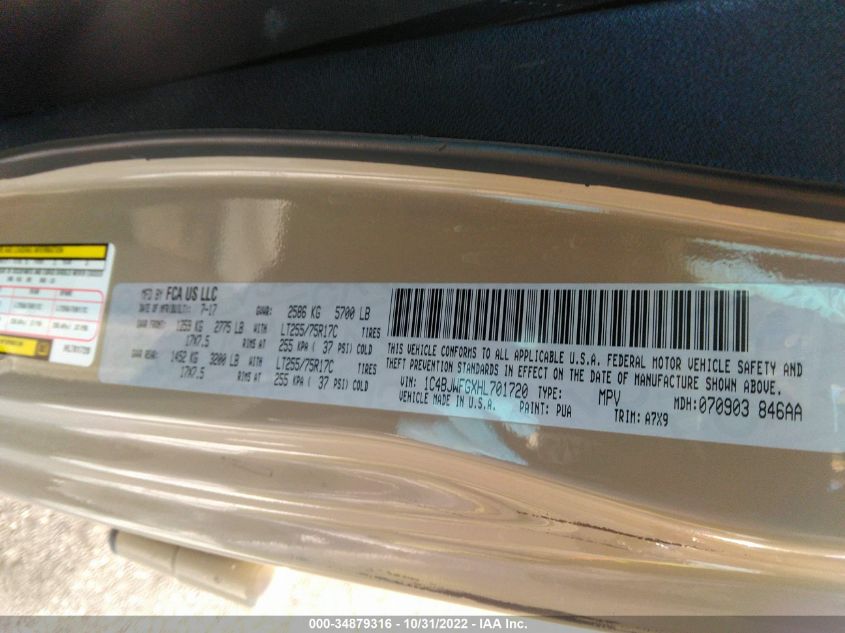 MFD BY FCA US LLC
DATE OF MFR/BUILT: 7-17 GVWR: 2586 KG 5700 LB
GAWR FRONT: 1259 KG 2775 LB WITH LT255/75R17C TIRES
17X7.5 RIMS AT 255 KPA ( 37 PSI) COLD
GAWR REAR: 1452 KG 3200 LB WITH LT255/75R17C TIRES
17X7.5 RIMS AT 255 KPA ( 37 PSI) COLD
THIS VEHICLE CONFORMS TO ALL APPLICABLE U.S.A. FEDERAL MOTOR VEHICLE SAFETY AND
THEFT PREVENTION STANDARDS IN EFFECT ON THE DATE OF MANUFACTURE SHOWN ABOVE.
VIN: 1C4BJWFGXHL701720 TYPE: MPV MDH: 070903 846AA
VEHICLE MADE IN U.S.A. PAINT: PUA TRIM: A7X9
000-34879316 - 10/31/2022 - IAA Inc.